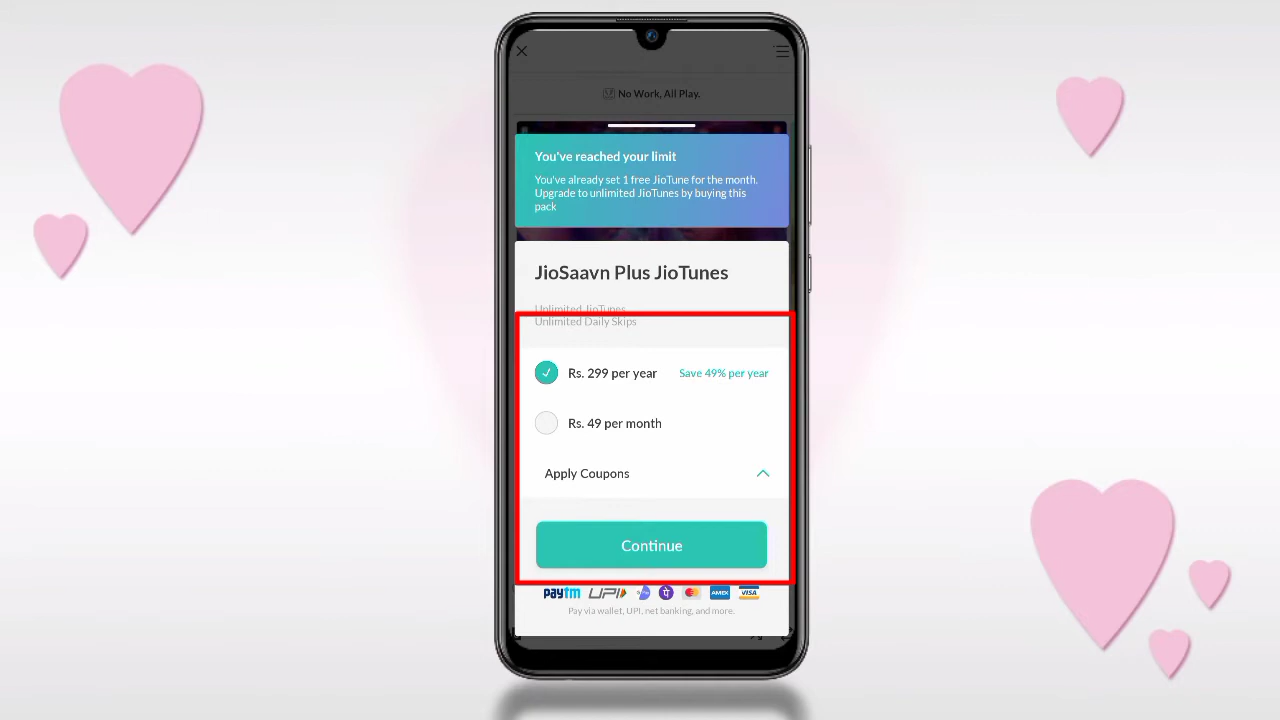 No Work, All Play.
You've reached your limit
You've already set 1 free JioTune for the month.
Upgrade to unlimited JioTunes by buying this
pack
JioSaavn Plus JioTunes
Unlimited JioTunes
Unlimited Daily Skips
Rs. 299 per year Save 49% per year
Rs. 49 per month
Apply Coupons
Continue
paytm UPI AMEX VISA
Pay via wallet, UPI, net banking, and more.